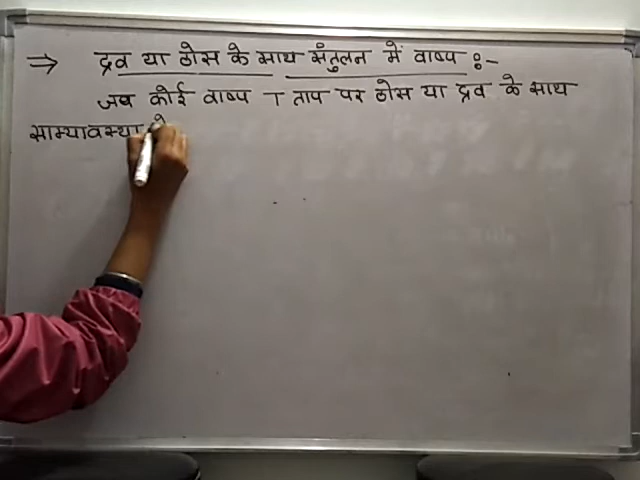 ⇒ द्रव या ठोस के साथ संतुलन में वाष्प :-
जब कोई वाष्प T ताप पर ठोस या द्रव के साथ
साम्यावस्था